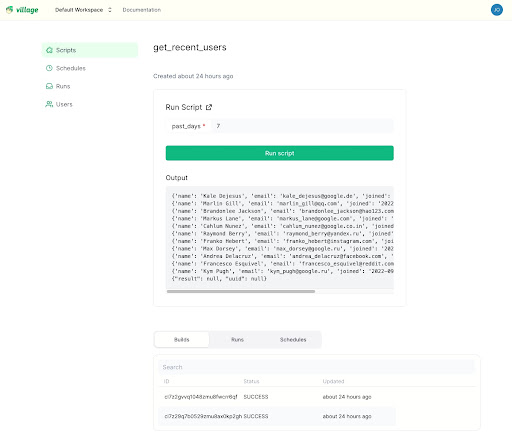 village
Default Workspace
Documentation
JO
Scripts
Schedules
Runs
Users
get_recent_users
Created about 24 hours ago
Run Script
past_days * 7
Run script
Output
{'name': 'Kale Dejesus', 'email': 'kale_dejesus@google.de', 'joined':
{'name': 'Marlin Gill', 'email': 'marlin_gill@qq.com', 'joined': '2022
{'name': 'Brandonlee Jackson', 'email': 'brandonlee_jackson@hao123.com
{'name': 'Markus Lane', 'email': 'markus_lane@google.com', 'joined': '
{'name': 'Cahlum Nunez', 'email': 'cahlum_nunez@google.co.in', 'joined
{'name': 'Raymond Berry', 'email': 'raymond_berry@yandex.ru', 'joined'
{'name': 'Franko Hebert', 'email': 'franko_hebert@instagram.com', 'joi
{'name': 'Max Dorsey', 'email': 'max_dorsey@google.ru', 'joined': '202
{'name': 'Andrea Delacruz', 'email': 'andrea_delacruz@facebook.com', '
{'name': 'Francesco Esquivel', 'email': 'francesco_esquivel@reddit.com
{'name': 'Kym Pugh', 'email': 'kym_pugh@google.ru', 'joined': '2022-09
{"result": null, "uuid": null}
Builds
Runs
Schedules
Search
ID
Status
Updated
SUCCESS
about 24 hours ago
SUCCESS
about 24 hours ago